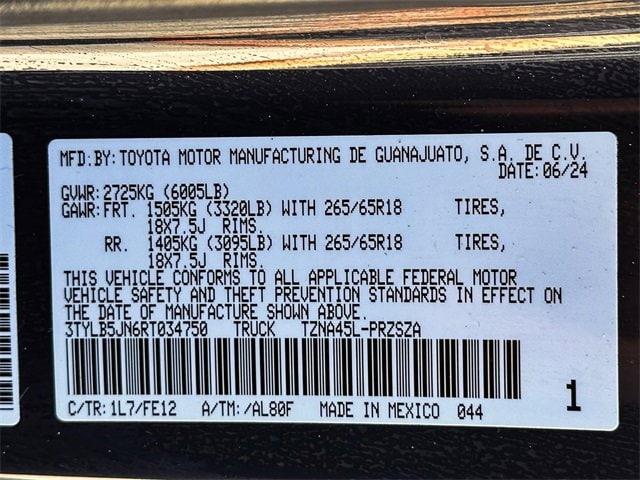 MFD.BY:TOYOTA MOTOR MANUFACTURING DE GUANAJUATO, S.A. DE C.V.
DATE:06/24
GVWR:2725KG (6005LB)
GAWR:FRT. 1505KG (3320LB) WITH 265/65R18 TIRES,
18X7.5J RIMS.
RR. 1405KG (3095LB) WITH 265/65R18 TIRES,
18X7.5J RIMS.
THIS VEHICLE CONFORMS TO ALL APPLICABLE FEDERAL MOTOR
VEHICLE SAFETY AND THEFT PREVENTION STANDARDS IN EFFECT ON
THE DATE OF MANUFACTURE SHOWN ABOVE.
3TYLB5JN6RT034750 TRUCK TZNA45L-PRZSZA
C/TR:1L7/FE12 A/TM:/AL80F MADE IN MEXICO 044
1